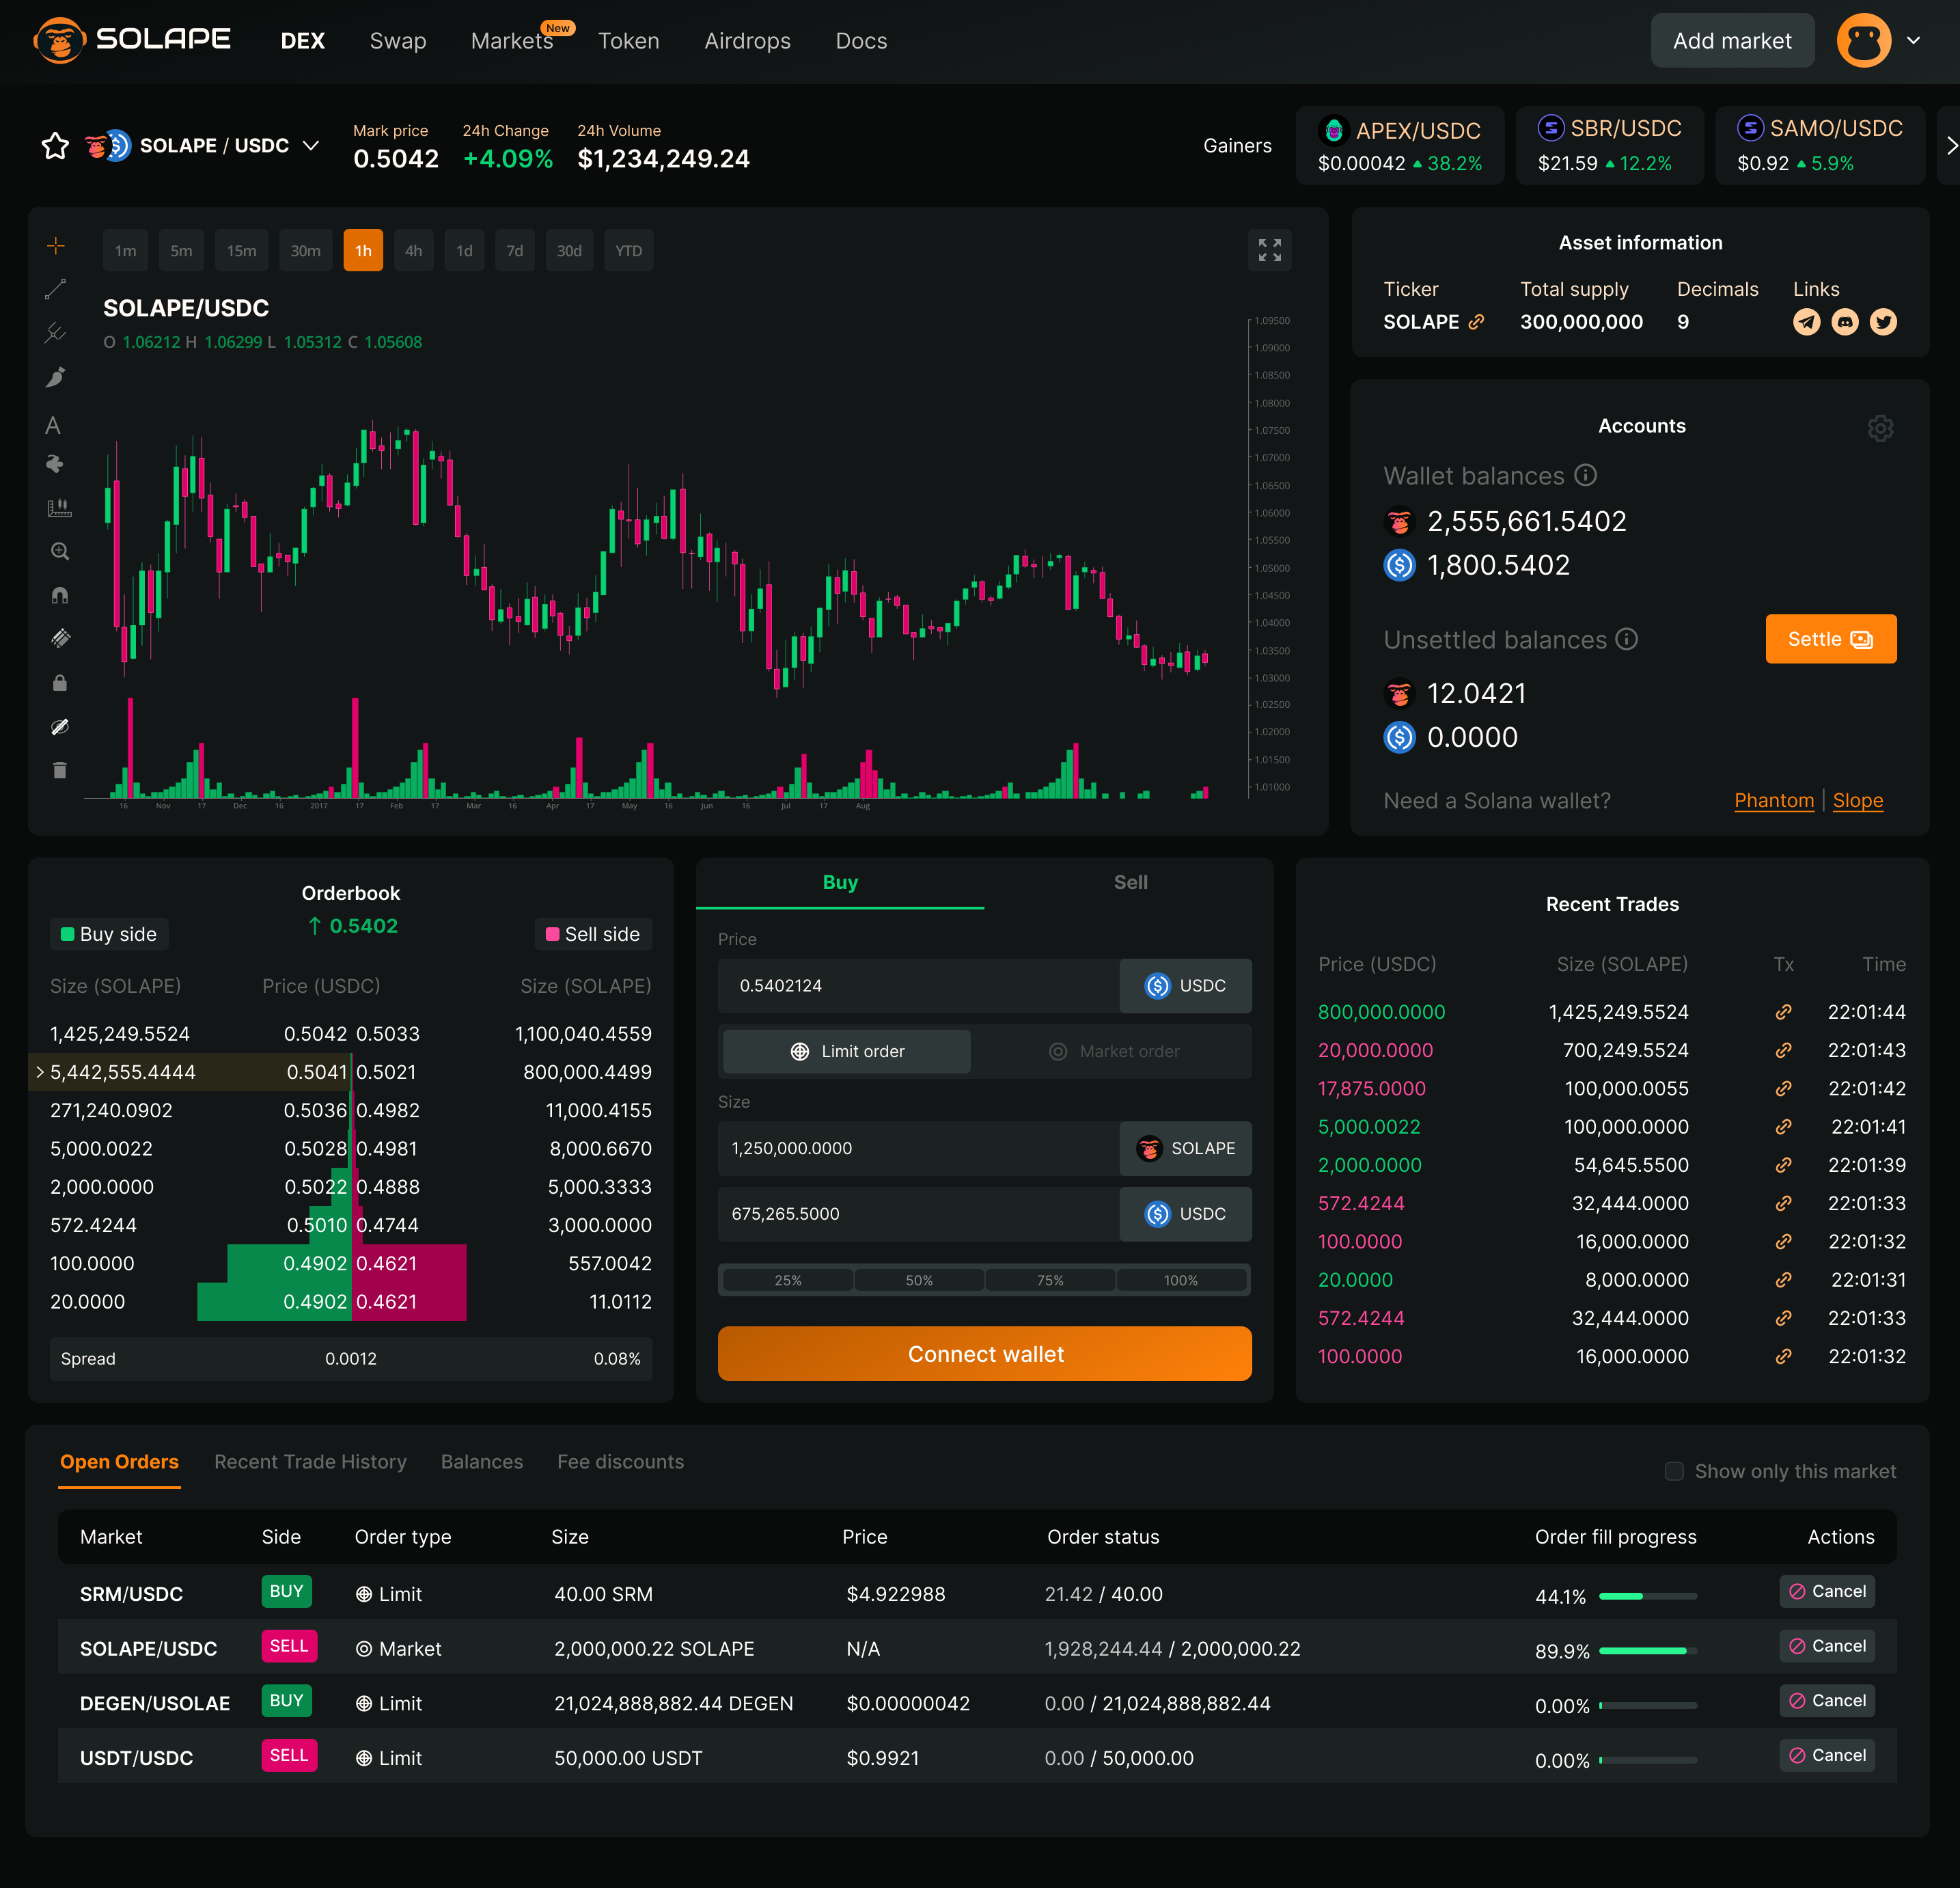 SOLAPE DEX Swap Markets New Token Airdrops Docs Add market
SOLAPE / USDC
Mark price 24h Change 24h Volume
0.5042 +4.09% $1,234,249.24
Gainers
APEX/USDC
$0.00042 38.2%
SBR/USDC
$21.59 12.2%
SAMO/USDC
$0.92 5.9%
1m 5m 15m 30m 1h 4h 1d 7d 30d YTD
SOLAPE/USDC
O 1.06212 H 1.06299 L 1.05312 C 1.05608
A
1.09500
1.09000
1.08500
1.08000
1.07500
1.07000
1.06500
1.06000
1.05500
1.05000
1.04500
1.04000
1.03500
1.03000
1.02500
1.02000
1.01500
1.01000
16 Nov 17 Dec 16 2017 17 Feb 17 Mar 16 Apr 17 May 16 Jun 16 Jul 17 Aug
Asset information
Ticker Total supply Decimals Links
SOLAPE 300,000,000 9
Accounts
Wallet balances
2,555,661.5402
1,800.5402
Unsettled balances
Settle
12.0421
0.0000
Need a Solana wallet? Phantom | Slope
Orderbook
↑ 0.5402
Buy side Sell side
Size (SOLAPE) Price (USDC) Size (SOLAPE)
1,425,249.5524 0.5042 0.5033 1,100,040.4559
> 5,442,555.4444 0.5041 0.5021 800,000.4499
271,240.0902 0.5036 0.4982 11,000.4155
5,000.0022 0.5028 0.4981 8,000.6670
2,000.0000 0.5022 0.4888 5,000.3333
572.4244 0.5010 0.4744 3,000.0000
100.0000 0.4902 0.4621 557.0042
20.0000 0.4902 0.4621 11.0112
Spread 0.0012 0.08%
Buy Sell
Price
0.5402124 USDC
Limit order Market order
Size
1,250,000.0000 SOLAPE
675,265.5000 USDC
25% 50% 75% 100%
Connect wallet
Recent Trades
Price (USDC) Size (SOLAPE) Tx Time
800,000.0000 1,425,249.5524 22:01:44
20,000.0000 700,249.5524 22:01:43
17,875.0000 100,000.0055 22:01:42
5,000.0022 100,000.0000 22:01:41
2,000.0000 54,645.5500 22:01:39
572.4244 32,444.0000 22:01:33
100.0000 16,000.0000 22:01:32
20.0000 8,000.0000 22:01:31
572.4244 32,444.0000 22:01:33
100.0000 16,000.0000 22:01:32
Open Orders Recent Trade History Balances Fee discounts Show only this market
Market Side Order type Size Price Order status Order fill progress Actions
SRM/USDC BUY Limit 40.00 SRM $4.922988 21.42 / 40.00 44.1% Cancel
SOLAPE/USDC SELL Market 2,000,000.22 SOLAPE N/A 1,928,244.44 / 2,000,000.22 89.9% Cancel
DEGEN/USOLAE BUY Limit 21,024,888,882.44 DEGEN $0.00000042 0.00 / 21,024,888,882.44 0.00% Cancel
USDT/USDC SELL Limit 50,000.00 USDT $0.9921 0.00 / 50,000.00 0.00% Cancel